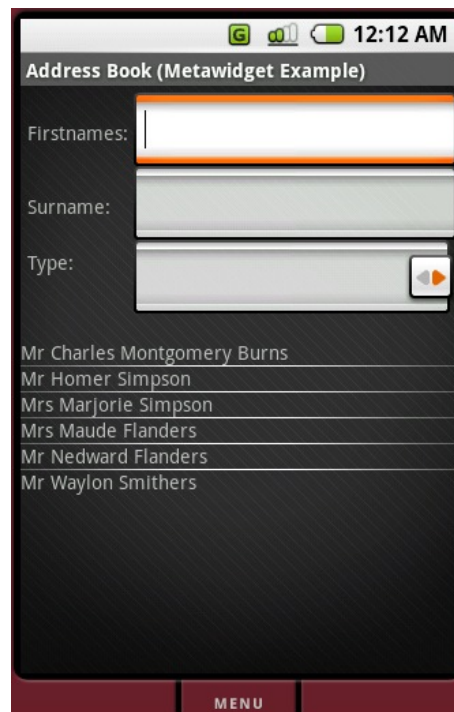 G 12:12 AM
Address Book (Metawidget Example)
Firstnames:
Surname:
Type:
Mr Charles Montgomery Burns
Mr Homer Simpson
Mrs Marjorie Simpson
Mrs Maude Flanders
Mr Nedward Flanders
Mr Waylon Smithers
MENU